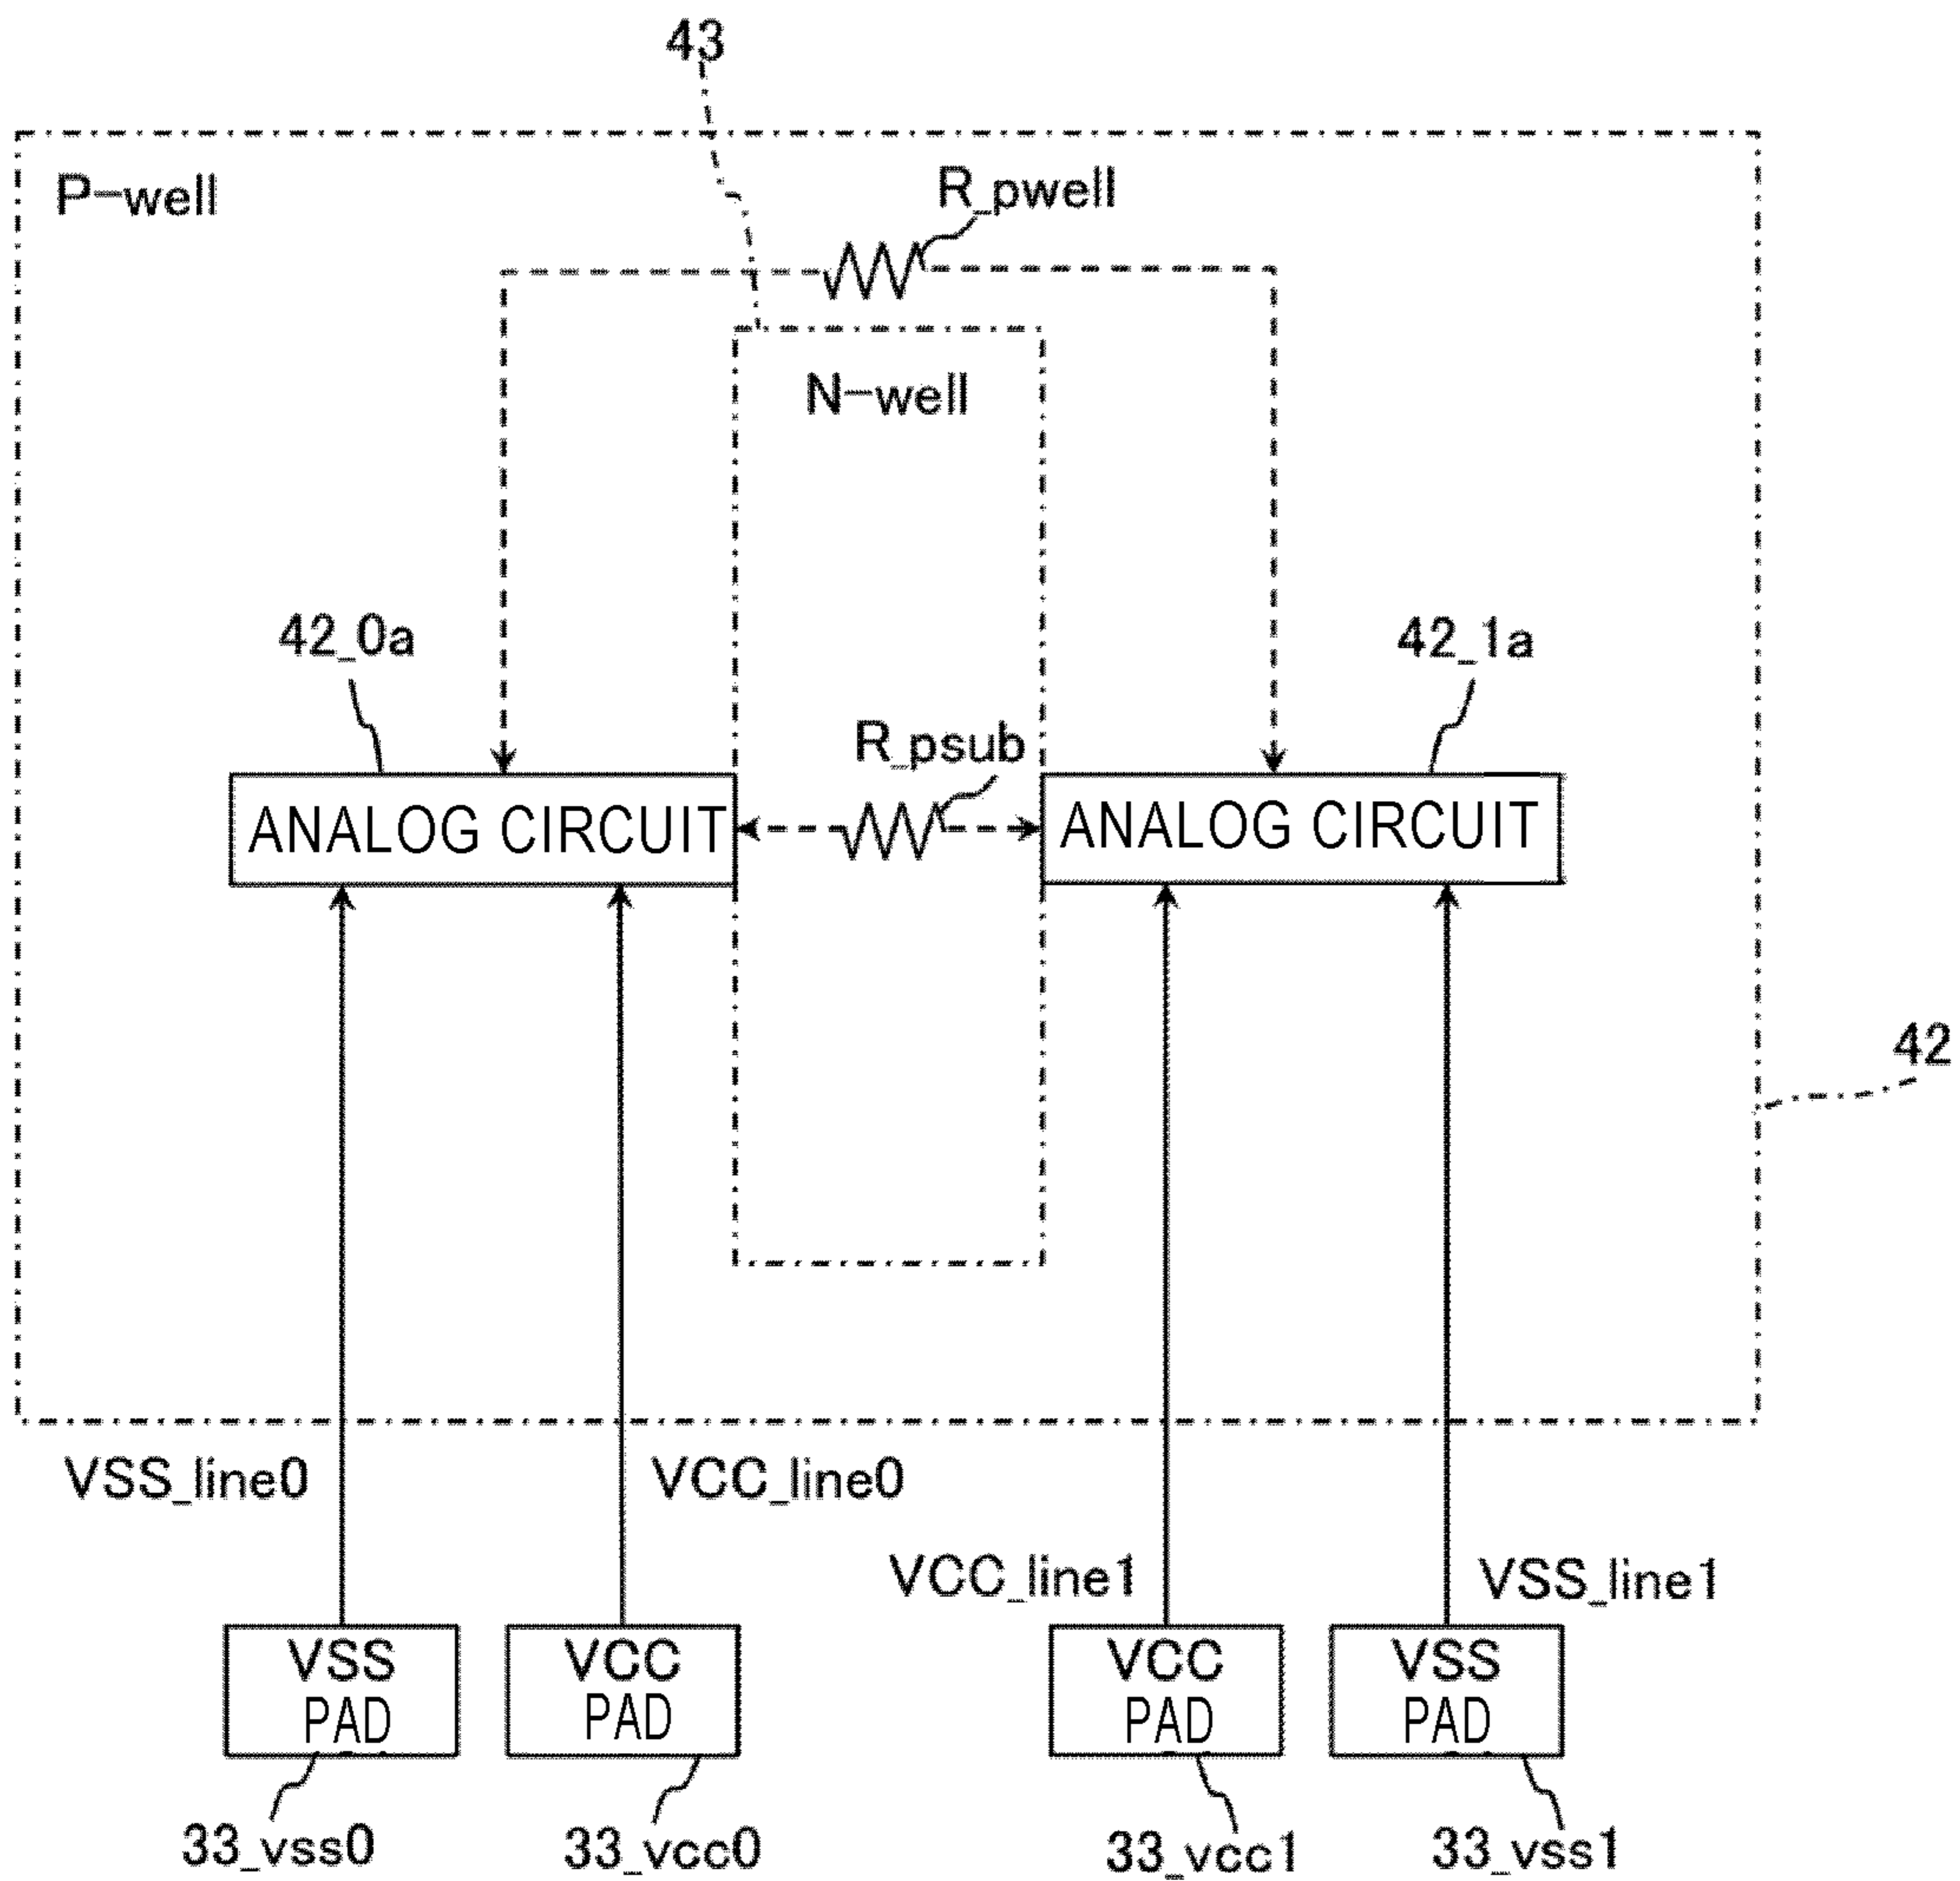 43
P-well
R_pwell
N-well
42_0a
42_1a
R_psub
ANALOG CIRCUIT
ANALOG CIRCUIT
42
VSS_line0
VCC_line0
VCC_line1
VSS_line1
VSS
PAD
VCC
PAD
VCC
PAD
VSS
PAD
33_vss0
33_vcc0
33_vcc1
33_vss1